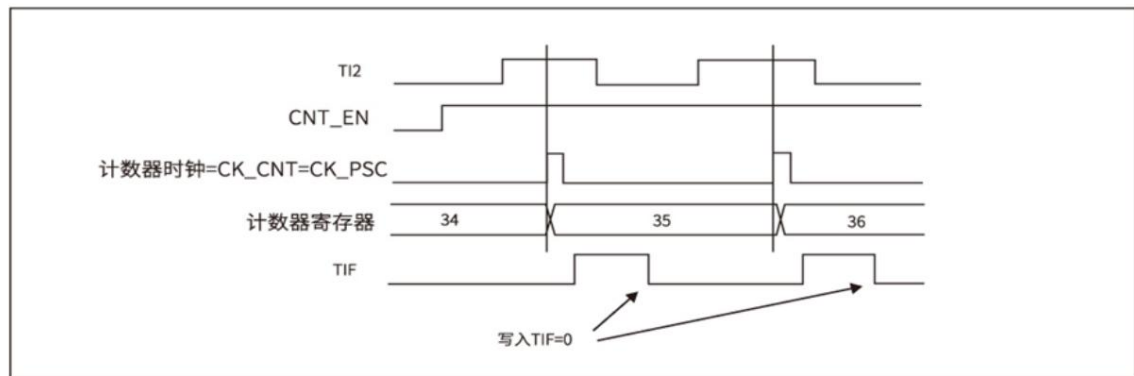 TI2
CNT_EN
计数器时钟=CK_CNT=CK_PSC
计数器寄存器 34 35 36
TIF
写入TIF=0